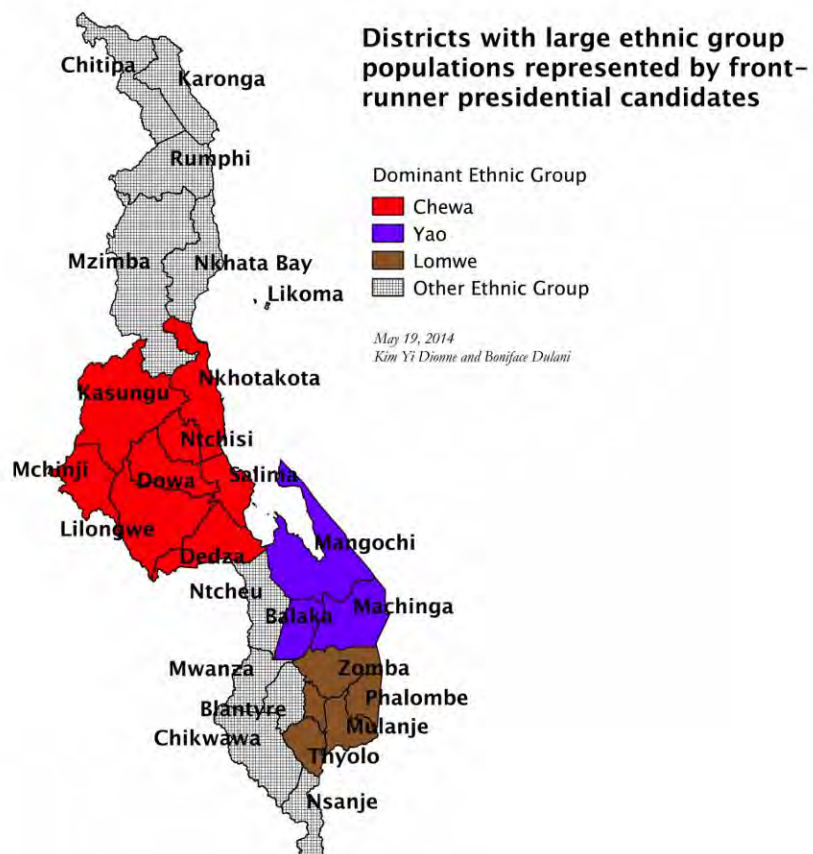 Districts with large ethnic group
populations represented by front-
runner presidential candidates
Dominant Ethnic Group
Chewa
Yao
Lomwe
Other Ethnic Group
May 19, 2014
Kim Yi Dionne and Boniface Dulani
Chitipa
Karonga
Rumphi
Mzimba
Nkhata Bay
Likoma
Nkhotakota
Kasungu
Ntchisi
Mchinji
Dowa
Salima
Lilongwe
Dedza
Mangochi
Ntcheu
Balaka
Machinga
Mwanza
Zomba
Phalombe
Blantyre
Mulanje
Chikwawa
Thyolo
Nsanje